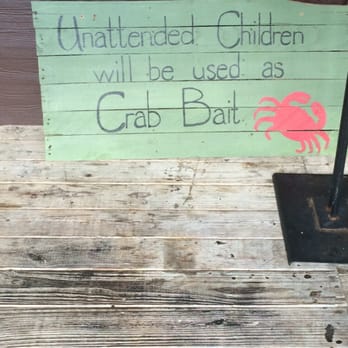 Unattended Children
will be used as
Crab Bait